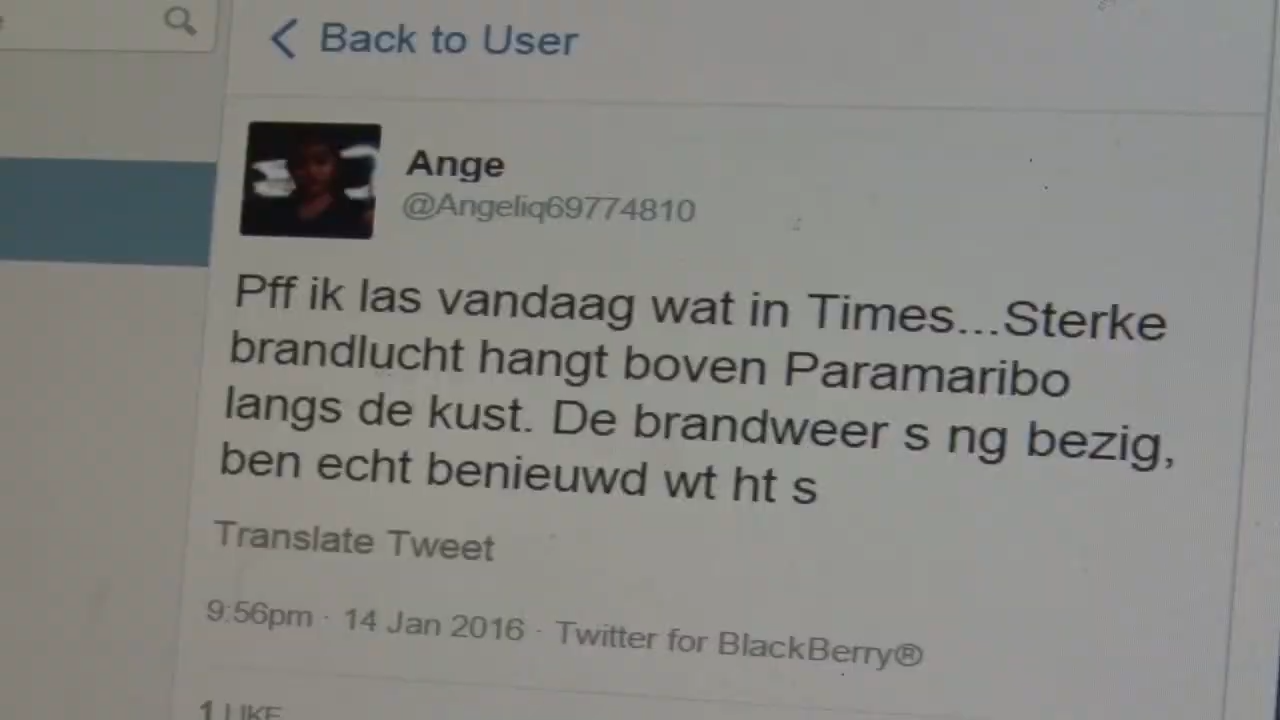 Back to User
Ange
@Angeliq69774810
Pff ik las vandaag wat in Times...Sterke
brandlucht hangt boven Paramaribo
langs de kust. De brandweer s ng bezig,
ben echt benieuwd wt ht s
Translate Tweet
9:56pm · 14 Jan 2016 · Twitter for BlackBerry®
1 LIKE